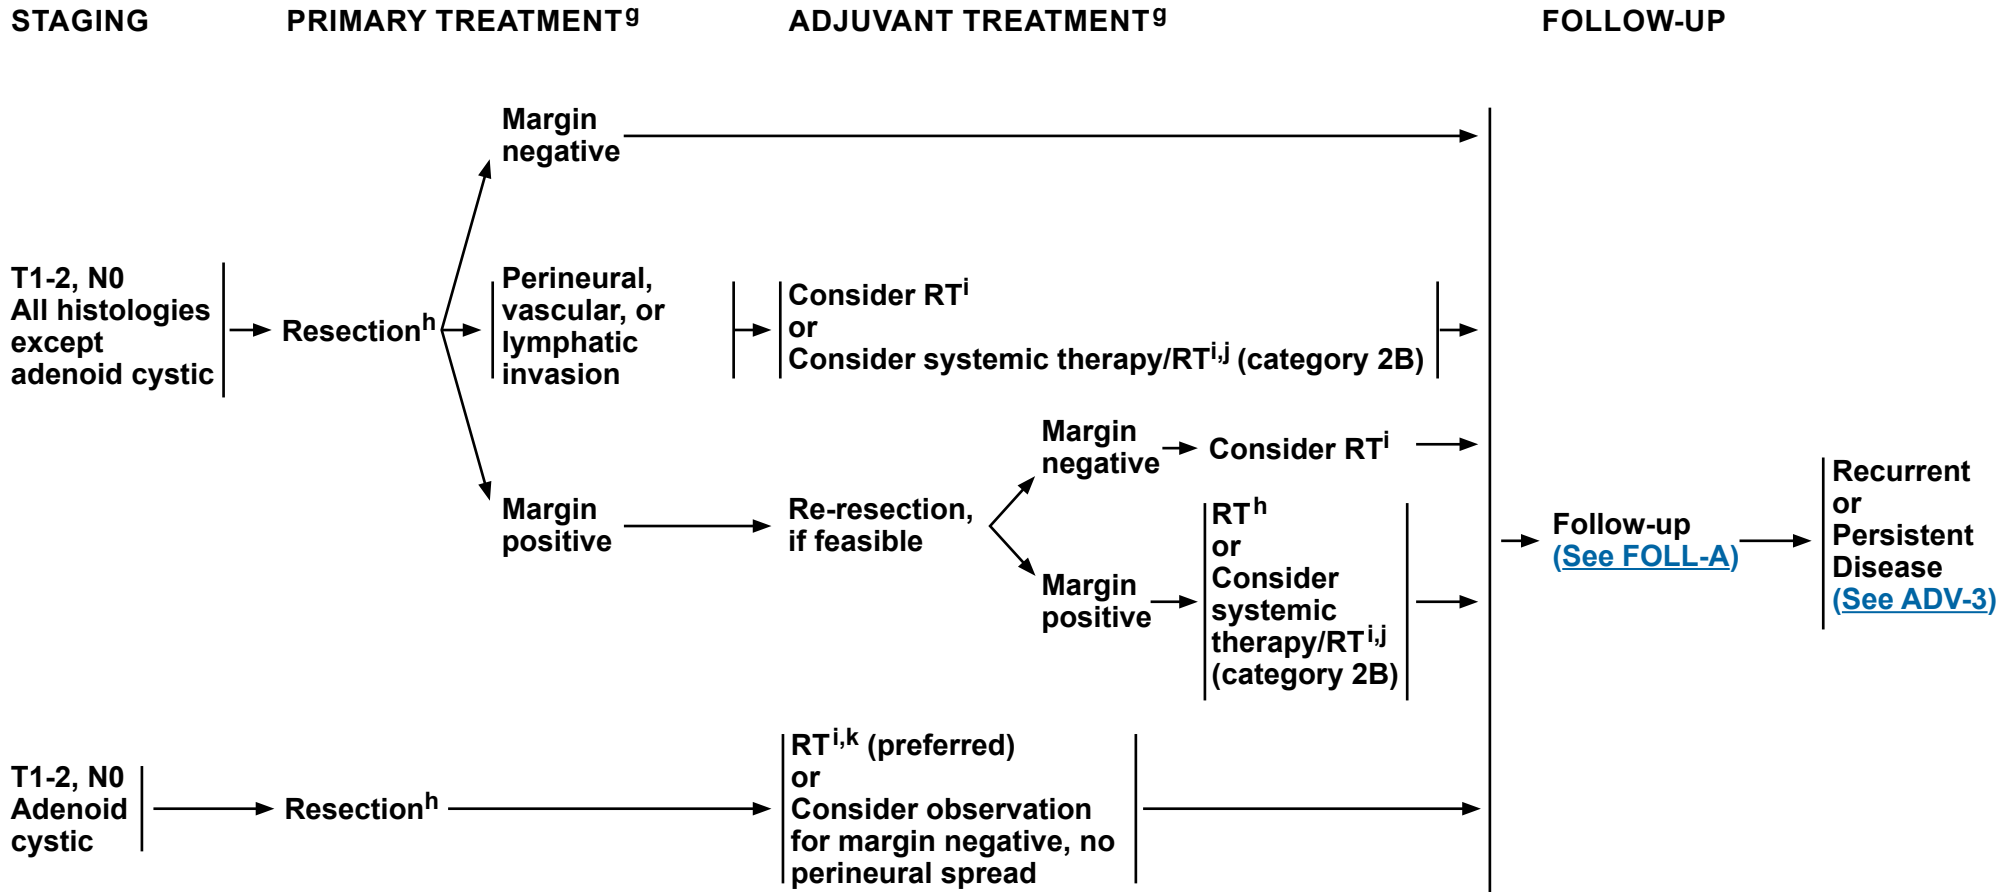 STAGING
PRIMARY TREATMENTg
ADJUVANT TREATMENTg
FOLLOW-UP
Margin
negative
T1-2, N0
All histologies
except
adenoid cystic
Resectionh
Perineural,
vascular, or
lymphatic
invasion
Consider RTi
or
Consider systemic therapy/RTi,j (category 2B)
Margin
positive
Re-resection,
if feasible
Margin
negative
Consider RTi
Margin
positive
RTh
or
Consider
systemic
therapy/RTi,j
(category 2B)
Follow-up
(See FOLL-A)
Recurrent
or
Persistent
Disease
(See ADV-3)
T1-2, N0
Adenoid
cystic
Resectionh
RTi,k (preferred)
or
Consider observation
for margin negative, no
perineural spread